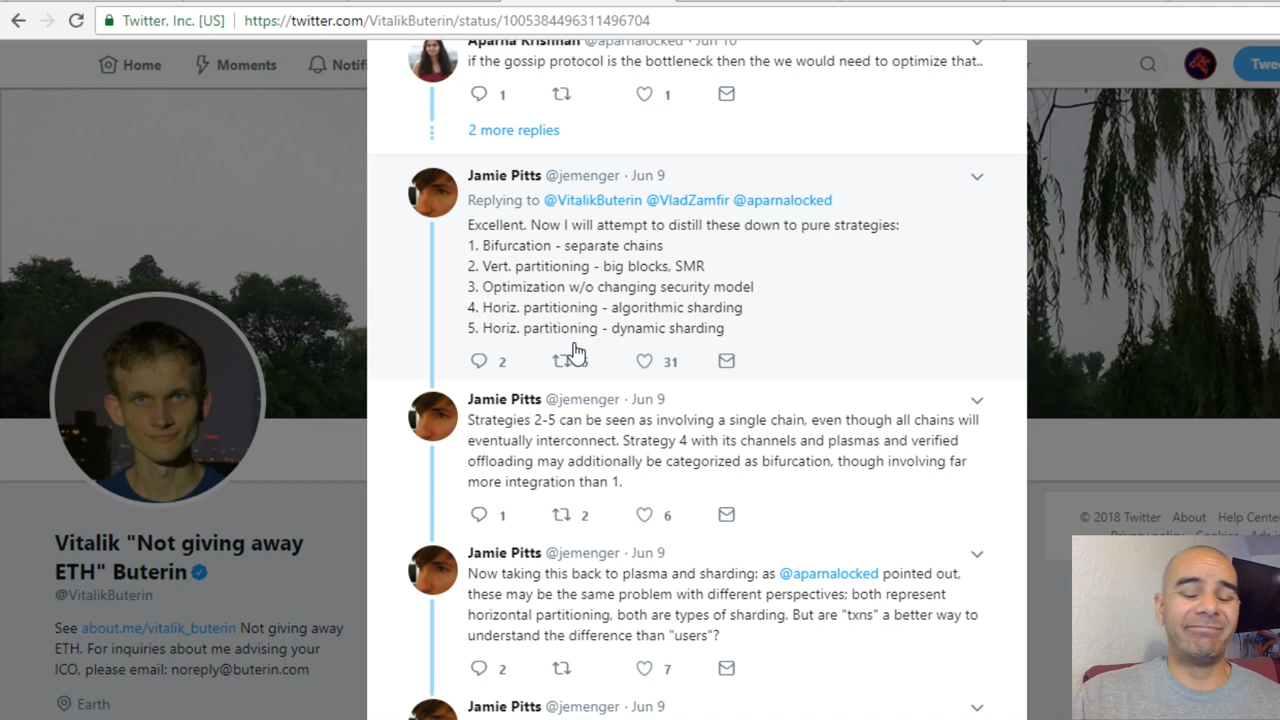 Twitter, Inc. [US] https://twitter.com/VitalikButerin/status/1005384496311496704
Home Moments Notif
Aparna Krishnan @aparnalocked · Jun 10
if the gossip protocol is the bottleneck then the we would need to optimize that..
1 1
2 more replies
Jamie Pitts @jemenger · Jun 9
Replying to @VitalikButerin @VladZamfir @aparnalocked
Excellent. Now I will attempt to distill these down to pure strategies:
1. Bifurcation - separate chains
2. Vert. partitioning - big blocks, SMR
3. Optimization w/o changing security model
4. Horiz. partitioning - algorithmic sharding
5. Horiz. partitioning - dynamic sharding
2 31
Jamie Pitts @jemenger · Jun 9
Strategies 2-5 can be seen as involving a single chain, even though all chains will
eventually interconnect. Strategy 4 with its channels and plasmas and verified
offloading may additionally be categorized as bifurcation, though involving far
more integration than 1.
1 2 6
Jamie Pitts @jemenger · Jun 9
Now taking this back to plasma and sharding: as @aparnalocked pointed out,
these may be the same problem with different perspectives; both represent
horizontal partitioning, both are types of sharding. But are "txns" a better way to
understand the difference than "users"?
2 7
Jamie Pitts @jemenger · Jun 9
Vitalik "Not giving away
ETH" Buterin
@VitalikButerin
See about.me/vitalik_buterin Not giving away
ETH. For inquiries about me advising your
ICO, please email: noreply@buterin.com
Earth
Twee
© 2018 Twitter About Help Cente
Privacy policy Cookies